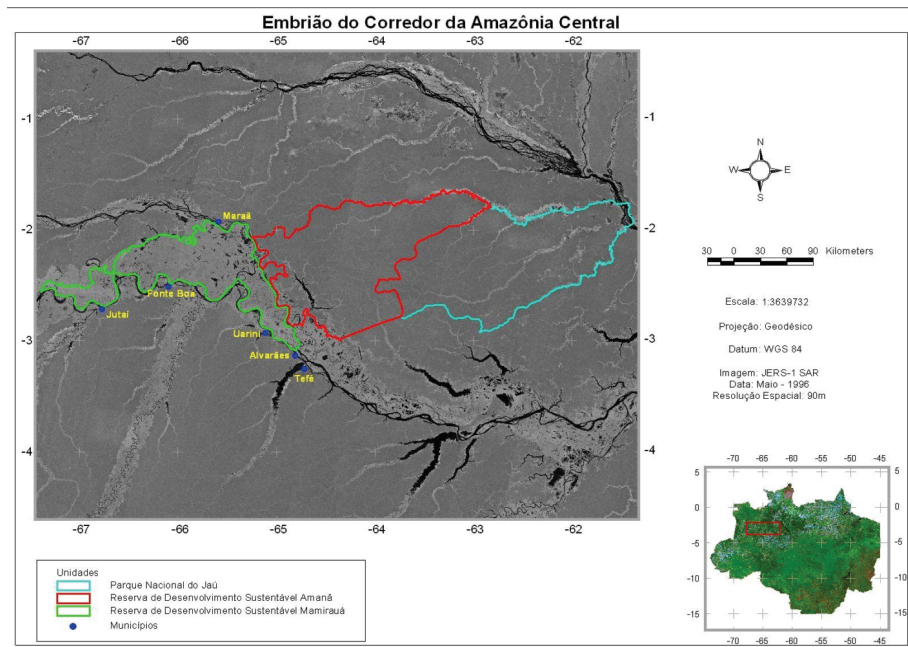 Embrião do Corredor da Amazônia Central
-67 -66 -65 -64 -63 -62
-1 -1
-2 -2
-3 -3
-4 -4
Maraã
Fonte Boa
Jutaí
Uarini
Alvarães
Tefé
-67 -66 -65 -64 -63 -62
N
W E
S
30 0 30 60 90 Kilometers
Escala: 1:3639732
Projeção: Geodésico
Datum: WGS 84
Imagem: JERS-1 SAR
Data: Maio - 1996
Resolução Espacial: 90m
-70 -65 -60 -55 -50 -45
5 5
0 0
-5 -5
-10 -10
-15 -15
-70 -65 -60 -55 -50 -45
Unidades
Parque Nacional do Jaú
Reserva de Desenvolvimento Sustentável Amanã
Reserva de Desenvolvimento Sustentável Mamirauá
Municípios